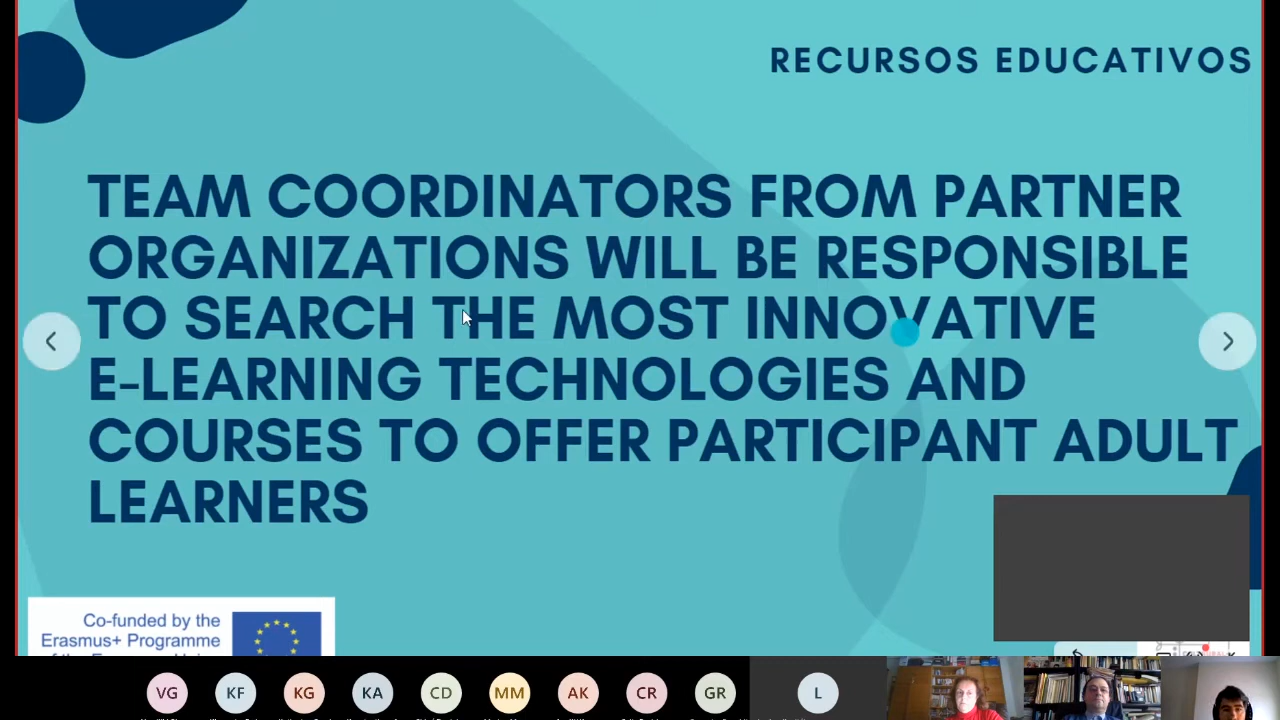 RECURSOS EDUCATIVOS
TEAM COORDINATORS FROM PARTNER
ORGANIZATIONS WILL BE RESPONSIBLE
TO SEARCH THE MOST INNOVATIVE
E-LEARNING TECHNOLOGIES AND
COURSES TO OFFER PARTICIPANT ADULT
LEARNERS
Co-funded by the
Erasmus+ Programme
VG KF KG KA CD MM AK CR GR L